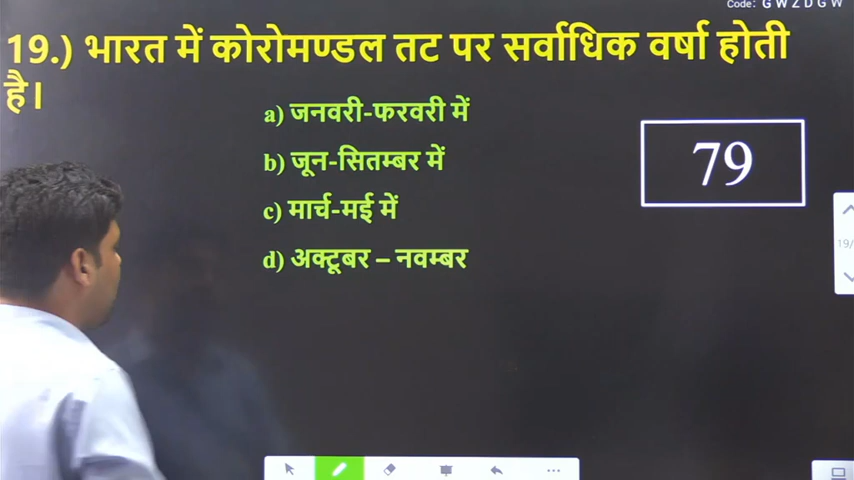 Code: G W Z D G W
19.) भारत में कोरोमण्डल तट पर सर्वाधिक वर्षा होती
है।
a) जनवरी-फरवरी में
b) जून-सितम्बर में
c) मार्च-मई में
d) अक्टूबर – नवम्बर
79
19/